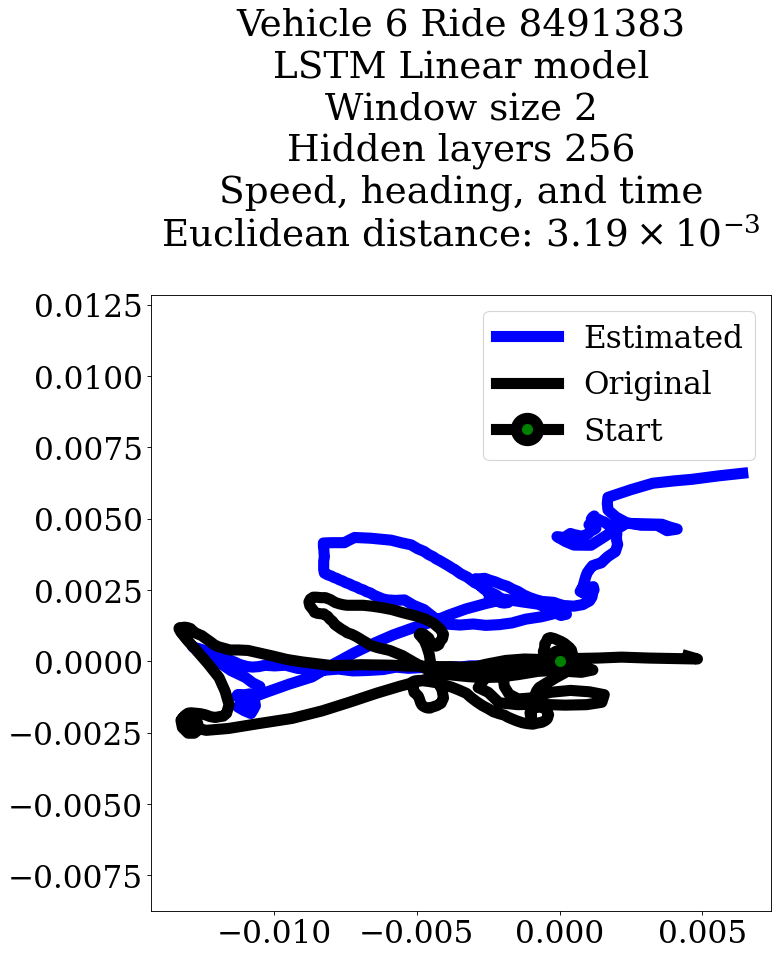 Vehicle 6 Ride 8491383
LSTM Linear model
Window size 2
Hidden layers 256
Speed, heading, and time
Euclidean distance: 3.19 × 10⁻³
Estimated
Original
Start
0.0125
0.0100
0.0075
0.0050
0.0025
0.0000
−0.0025
−0.0050
−0.0075
−0.010 −0.005 0.000 0.005